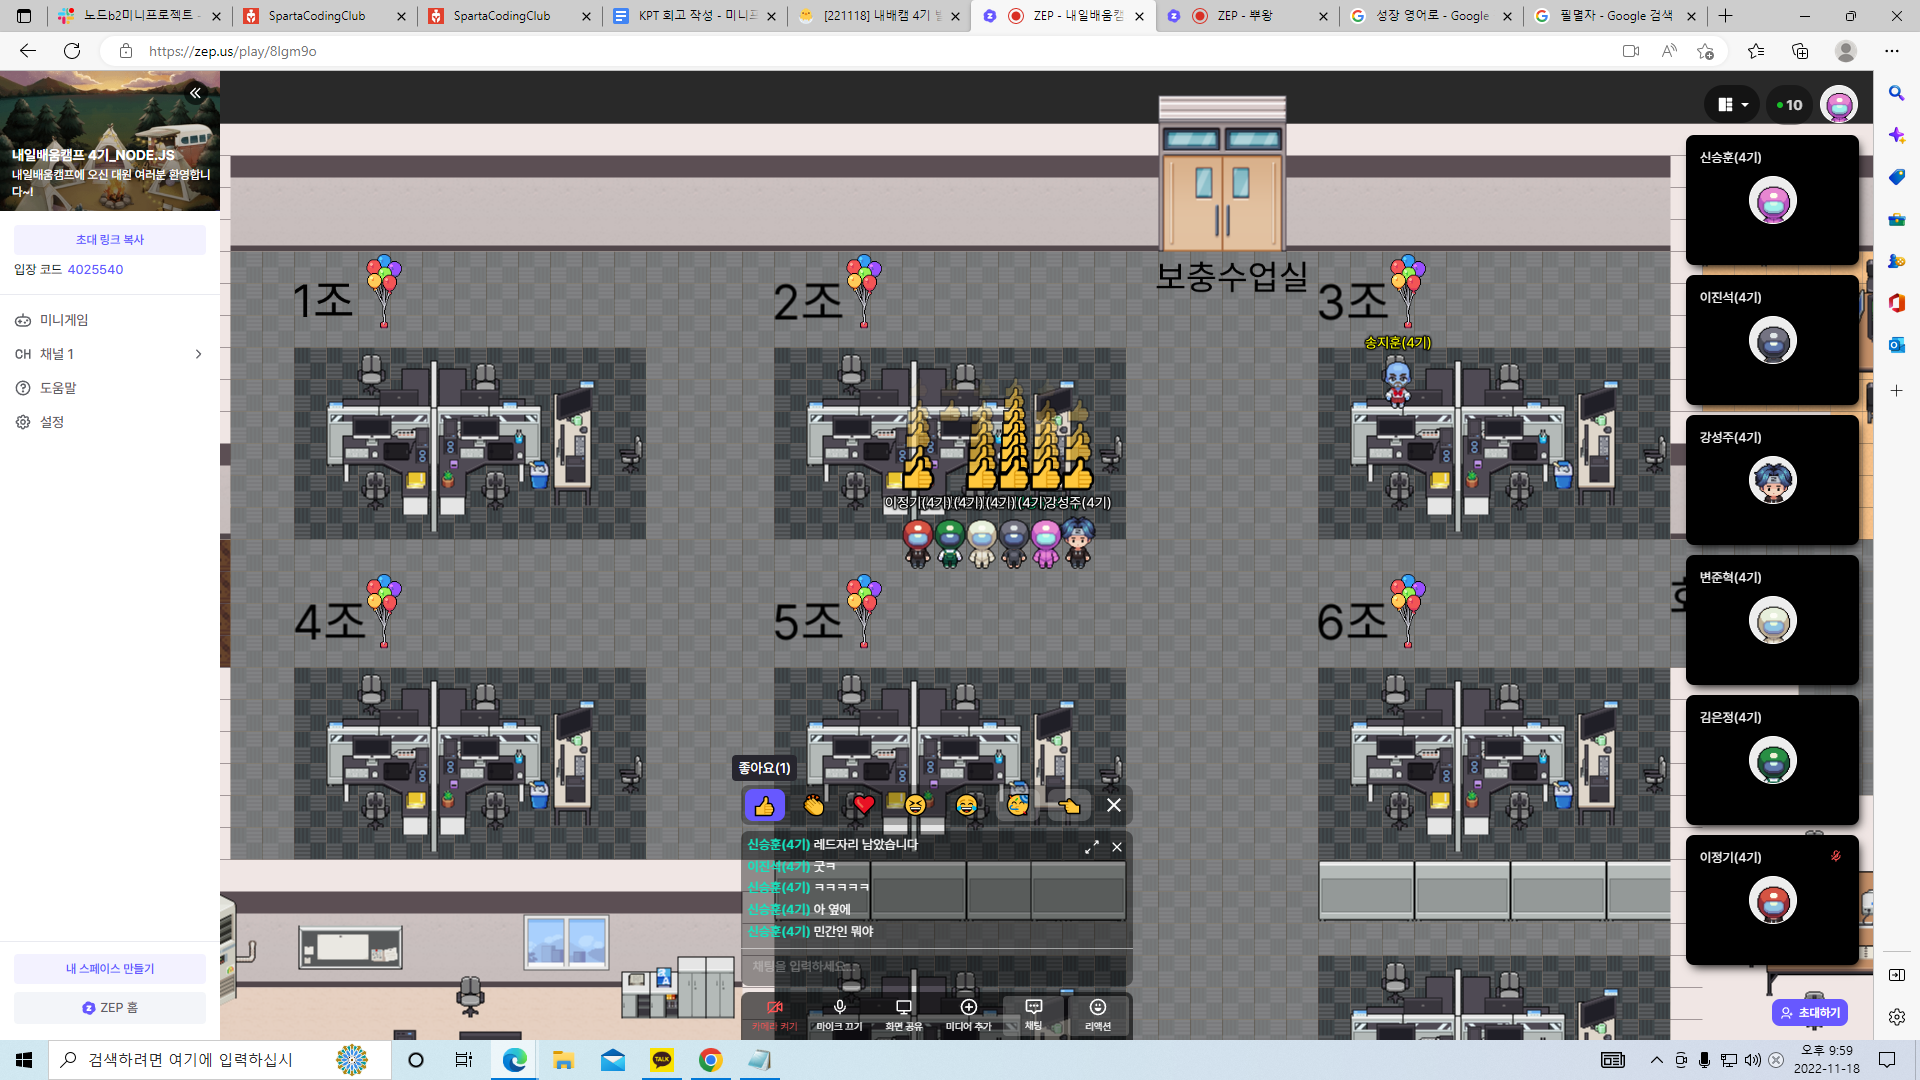 노드b2미니프로젝트 -
SpartaCodingClub
SpartaCodingClub
KPT 회고 작성 - 미니프
[221118] 내배캠 4기 발
ZEP - 내일배움캠
ZEP - 뿌왕
성장 영어로 - Google
필멸자 - Google 검색
https://zep.us/play/8lgm9o
내일배움캠프 4기_NODE.JS
내일배움캠프에 오신 대원 여러분 환영합니
다~!
초대 링크 복사
입장 코드 4025540
미니게임
CH 채널 1
도움말
설정
내 스페이스 만들기
ZEP 홈
10
보충수업실
1조
2조
3조
송지훈(4기)
이정기(4기)(4기)(4기)(4기)강성주(4기)
4조
5조
6조
신승훈(4기)
이진석(4기)
강성주(4기)
변준혁(4기)
김은정(4기)
이정기(4기)
좋아요(1)
신승훈(4기) 레드자리 남았습니다
이진석(4기) 굿ㅋ
신승훈(4기) ㅋㅋㅋㅋㅋ
신승훈(4기) 아 옆에
신승훈(4기) 민간인 뭐야
채팅을 입력하세요...
카메라 켜기
마이크 끄기
화면 공유
미디어 추가
채팅
리액션
초대하기
검색하려면 여기에 입력하십시
TALK
오후 9:59
2022-11-18